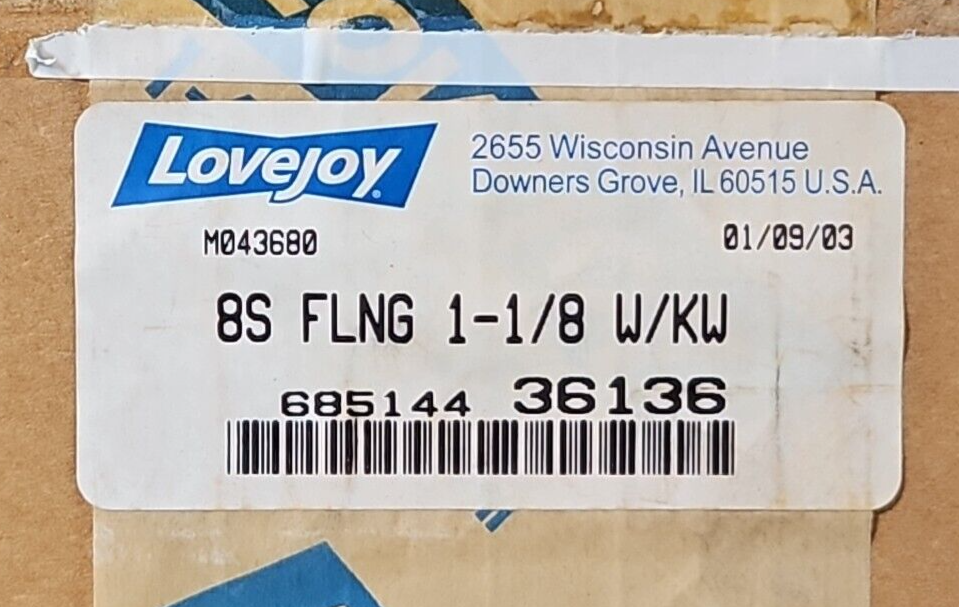 Lovejoy
2655 Wisconsin Avenue
Downers Grove, IL 60515 U.S.A.
M043680 01/09/03
8S FLNG 1-1/8 W/KW
685144 36136